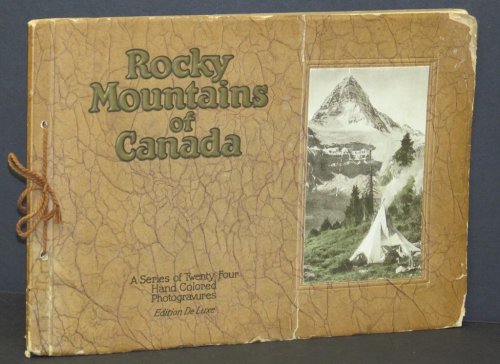 Rocky
Mountains
of
Canada
A Series of Twenty Four
Hand Colored
Photogravures
Edition De Luxe